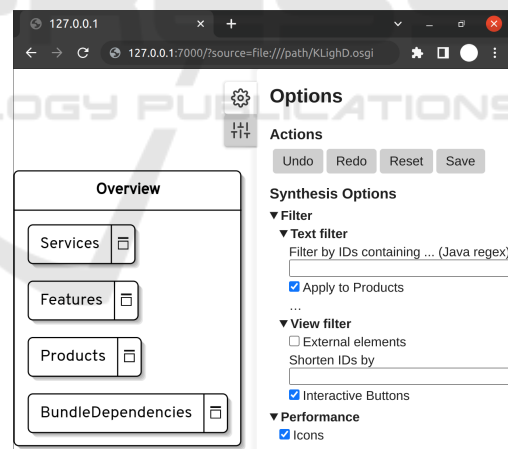 127.0.0.1
127.0.0.1:7000/?source=file:///path/KLighD.osgi
LOGY PUBLICATIONS
Options
Actions
Undo Redo Reset Save
Overview
Services
Features
Products
BundleDependencies
Synthesis Options
Filter
Text filter
Filter by IDs containing ... (Java regex)
Apply to Products
...
View filter
External elements
Shorten IDs by
Interactive Buttons
Performance
Icons